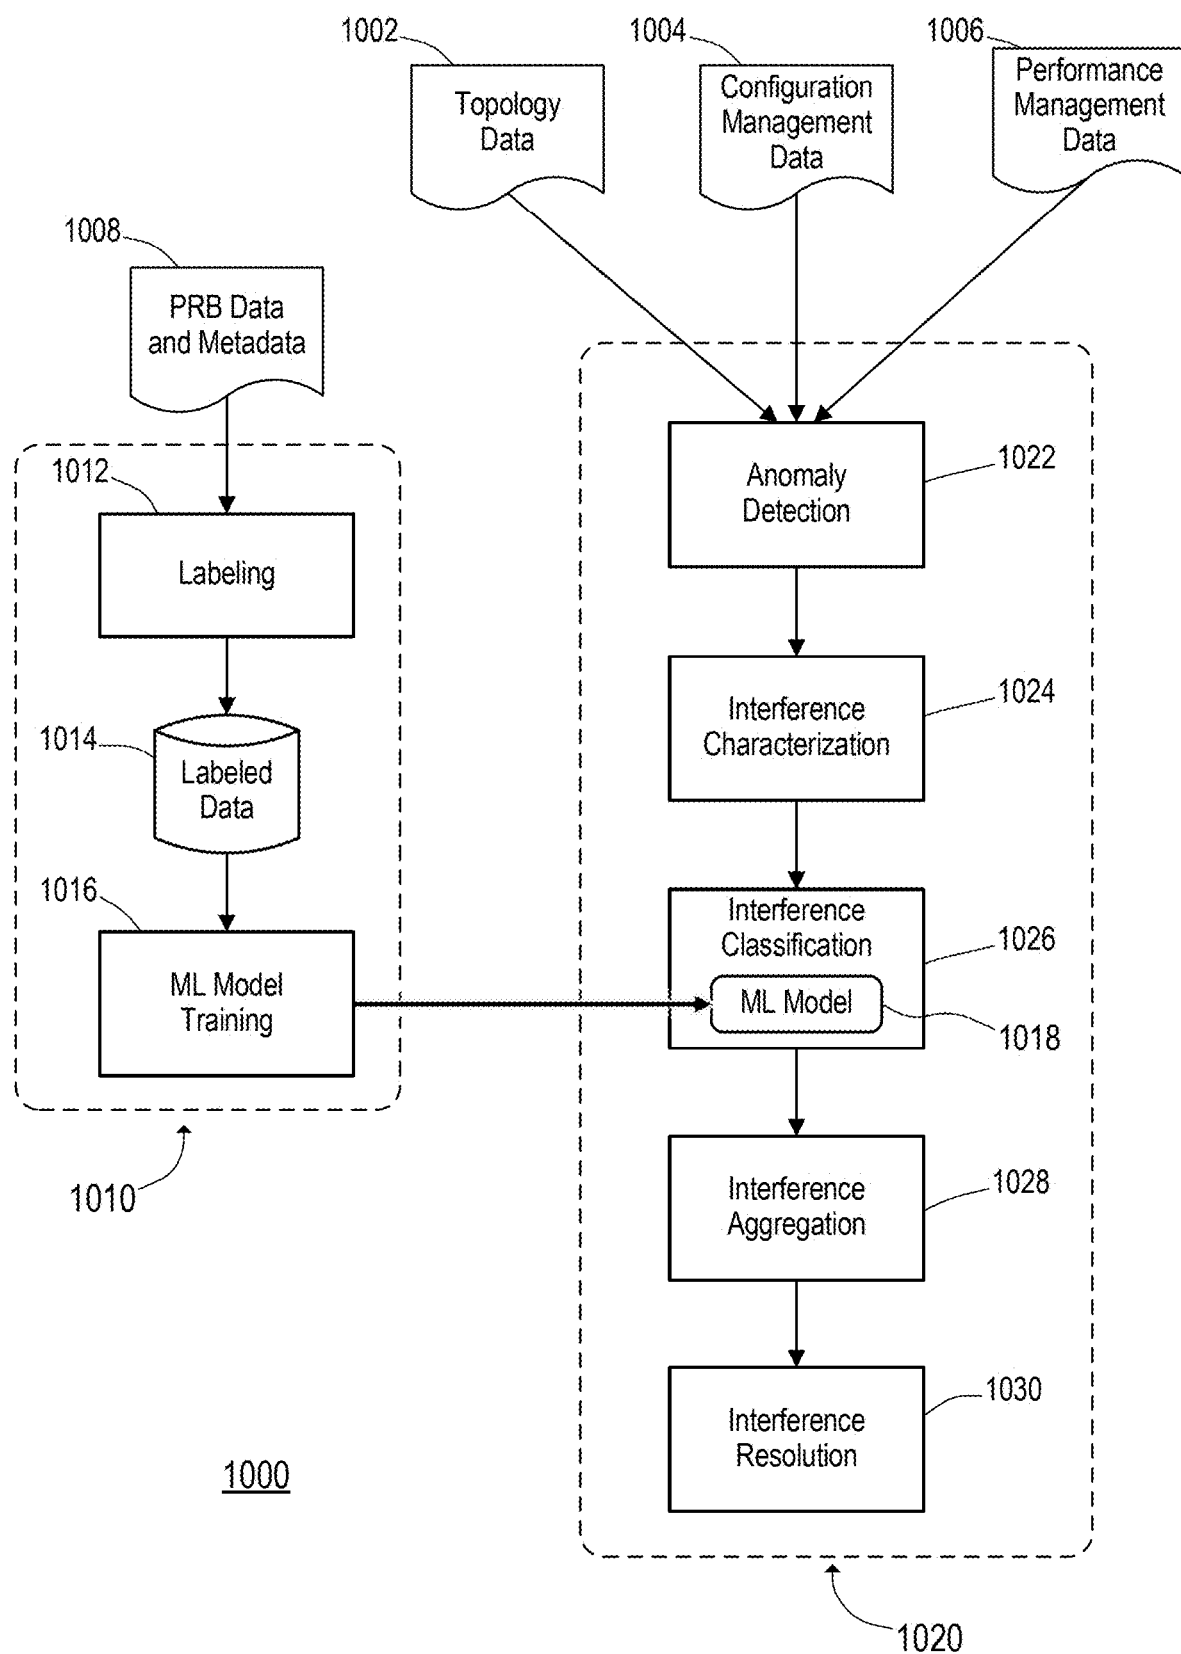 1002
1004
1006
Topology
Data
Configuration
Management
Data
Performance
Management
Data
1008
PRB Data
and Metadata
1012
Labeling
1014
Labeled
Data
1016
ML Model
Training
1010
Anomaly
Detection
1022
Interference
Characterization
1024
Interference
Classification
1026
ML Model
1018
Interference
Aggregation
1028
Interference
Resolution
1030
1000
1020